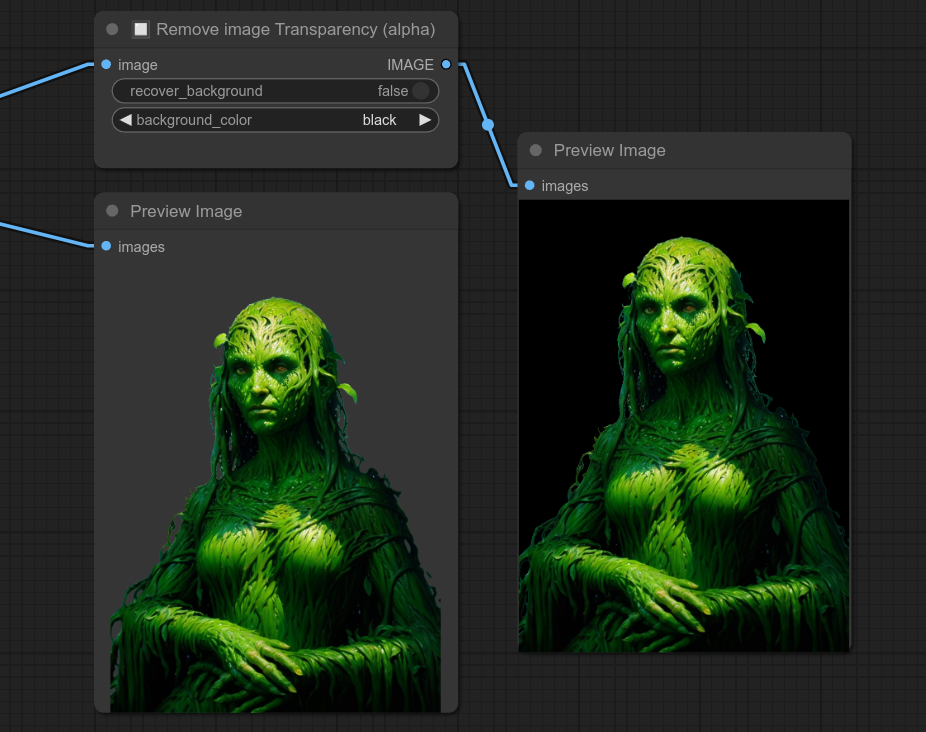 Remove image Transparency (alpha)
image IMAGE
recover_background false
background_color black
Preview Image
images
Preview Image
images